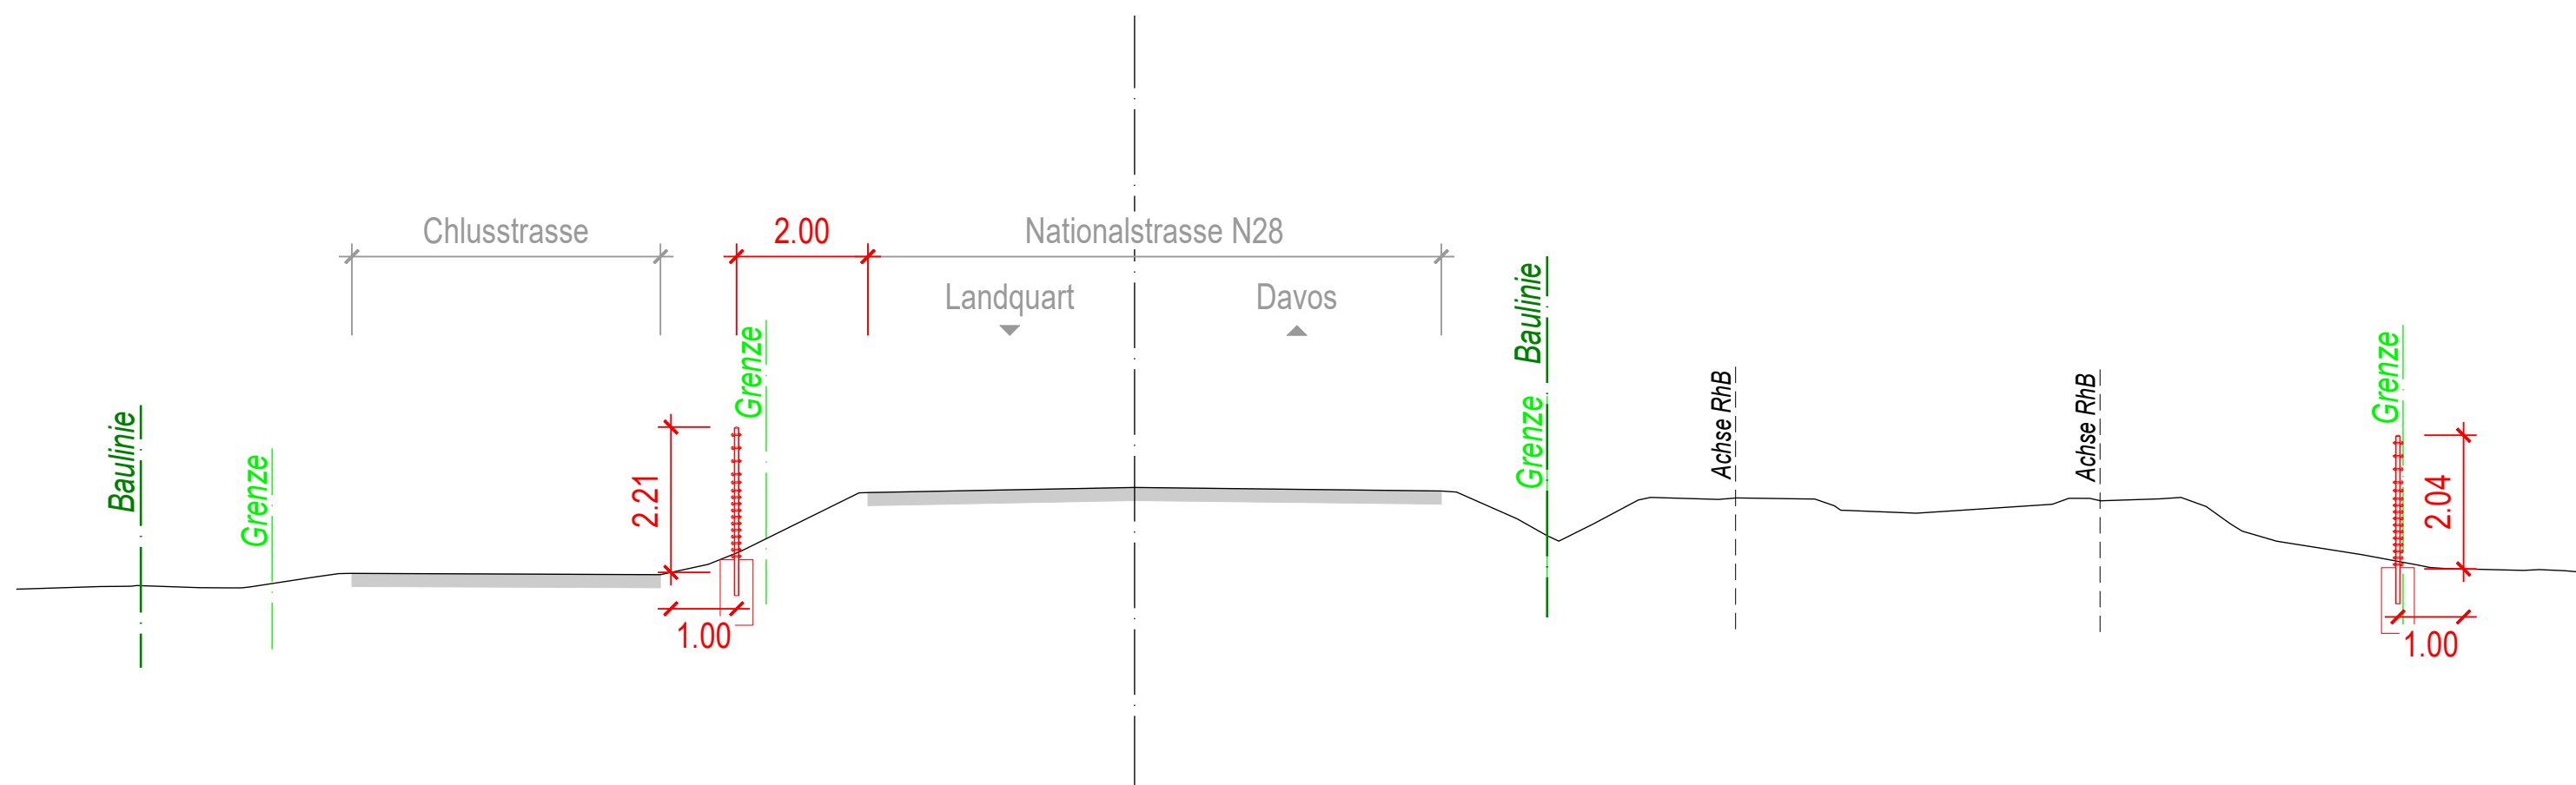 Chlusstrasse
2.00
Nationalstrasse N28
Landquart
Davos
Baulinie
Grenze
2.21
1.00
Grenze
Baulinie
Grenze
Achse RhB
Achse RhB
Grenze
2.04
1.00